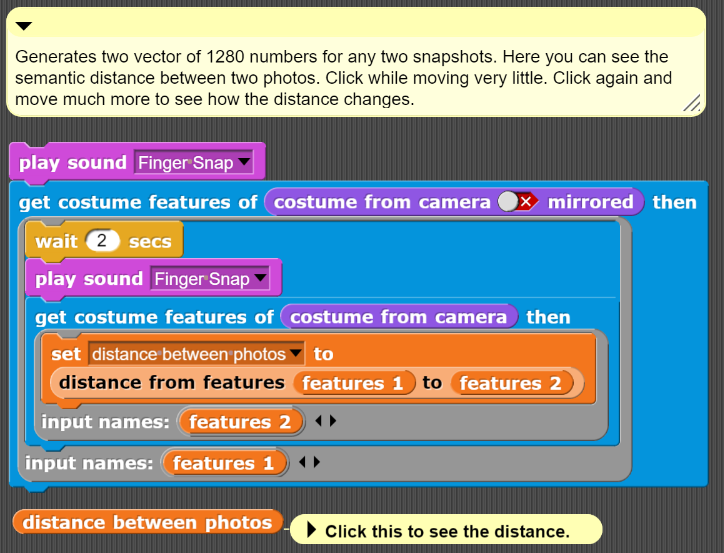 Generates two vector of 1280 numbers for any two snapshots. Here you can see the
semantic distance between two photos. Click while moving very little. Click again and
move much more to see how the distance changes.
play sound Finger Snap
get costume features of costume from camera mirrored then
wait 2 secs
play sound Finger Snap
get costume features of costume from camera then
set distance between photos to
distance from features features 1 to features 2
input names: features 2
input names: features 1
distance between photos
Click this to see the distance.